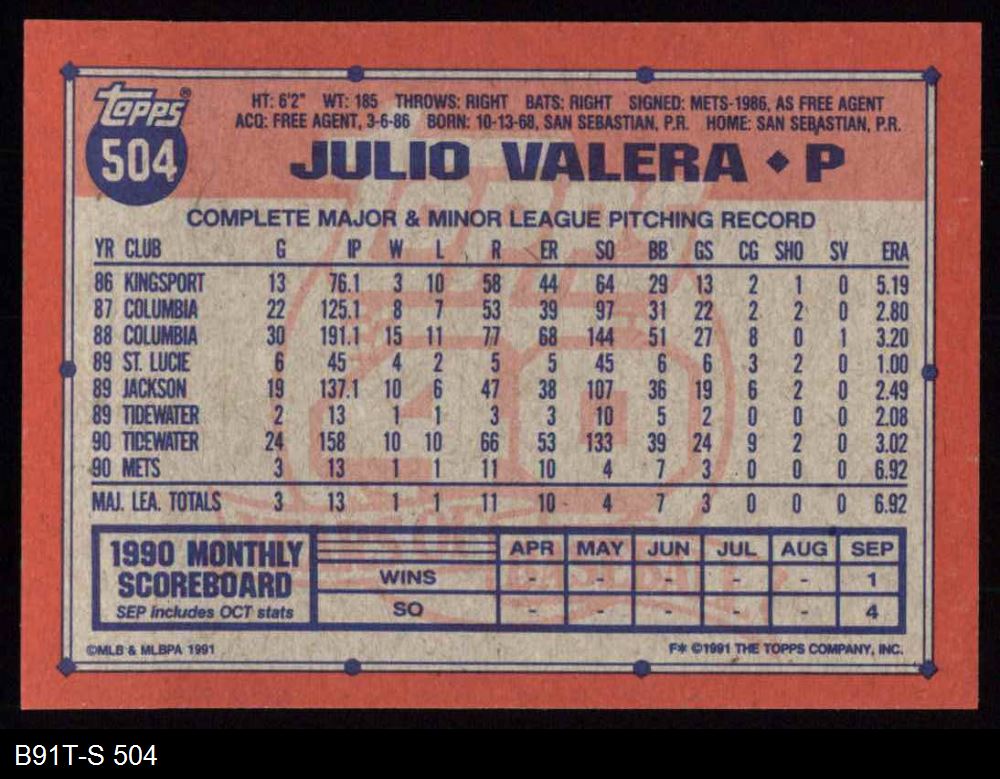 topps®
504
HT: 6'2" WT: 185 THROWS: RIGHT BATS: RIGHT SIGNED: METS-1986, AS FREE AGENT
ACQ: FREE AGENT, 3-6-86 BORN: 10-13-68, SAN SEBASTIAN, P.R. HOME: SAN SEBASTIAN, P.R.
JULIO VALERA ◆ P
COMPLETE MAJOR & MINOR LEAGUE PITCHING RECORD
YR CLUB G IP W L R ER SO BB GS CG SHO SV ERA
86 KINGSPORT 13 76.1 3 10 58 44 64 29 13 2 1 0 5.19
87 COLUMBIA 22 125.1 8 7 53 39 97 31 22 2 2 0 2.80
88 COLUMBIA 30 191.1 15 11 77 68 144 51 27 8 0 1 3.20
89 ST. LUCIE 6 45 4 2 5 5 45 6 6 3 2 0 1.00
89 JACKSON 19 137.1 10 6 47 38 107 36 19 6 2 0 2.49
89 TIDEWATER 2 13 1 1 3 3 10 5 2 0 0 0 2.08
90 TIDEWATER 24 158 10 10 66 53 133 39 24 9 2 0 3.02
90 METS 3 13 1 1 11 10 4 7 3 0 0 0 6.92
MAJ. LEA. TOTALS 3 13 1 1 11 10 4 7 3 0 0 0 6.92
1990 MONTHLY SCOREBOARD
SEP includes OCT stats
APR MAY JUN JUL AUG SEP
WINS - - - - - 1
SO - - - - - 4
©MLB & MLBPA 1991 F* ©1991 THE TOPPS COMPANY, INC.
B91T-S 504